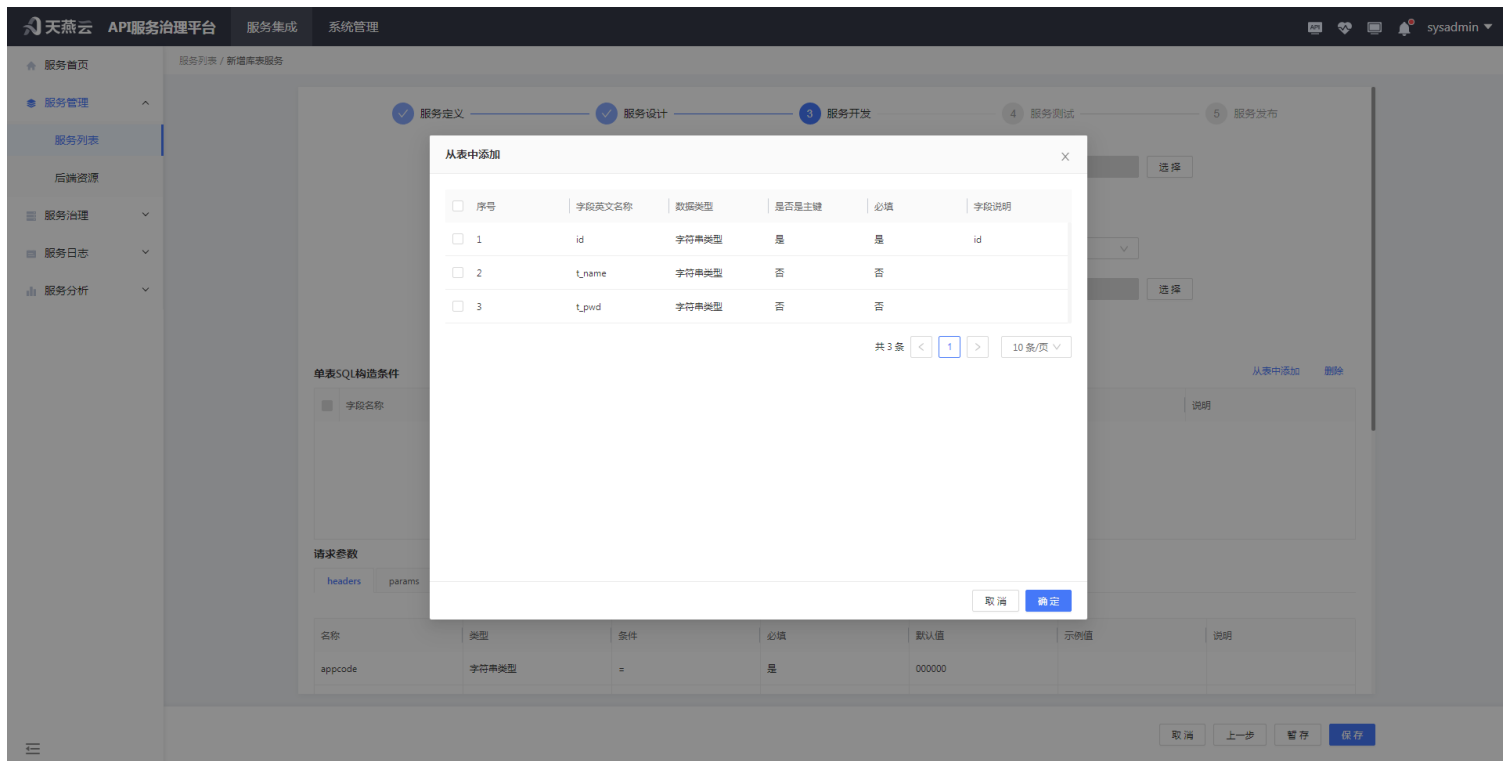 天燕云 API服务治理平台 服务集成 系统管理 API sysadmin
服务首页
服务列表 / 新增库表服务
服务管理
服务列表
后端资源
服务治理
服务日志
服务分析
服务定义 服务设计 3 服务开发 4 服务测试 5 服务发布
选 择
选 择
从表中添加
序号 字段英文名称 数据类型 是否是主键 必填 字段说明
1 id 字符串类型 是 是 id
2 t_name 字符串类型 否 否
3 t_pwd 字符串类型 否 否
共 3 条 < 1 > 10 条/页
取 消 确 定
单表SQL构造条件 从表中添加 删除
字段名称 说明
请求参数
headers params
名称 类型 条件 必填 默认值 示例值 说明
appcode 字符串类型 = 是 000000
取 消 上一步 暂 存 保 存